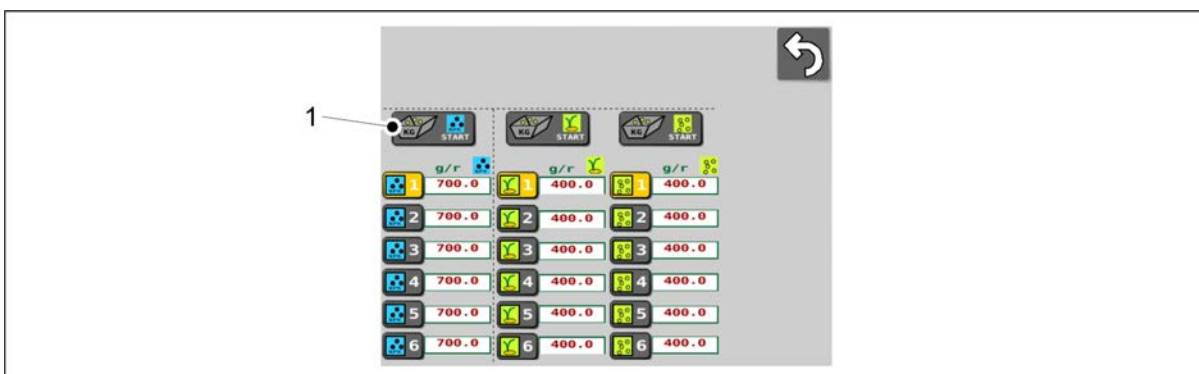 1
KG START KG START KG START
g/r g/r g/r
1 700.0 1 400.0 1 400.0
2 700.0 2 400.0 2 400.0
3 700.0 3 400.0 3 400.0
4 700.0 4 400.0 4 400.0
5 700.0 5 400.0 5 400.0
6 700.0 6 400.0 6 400.0